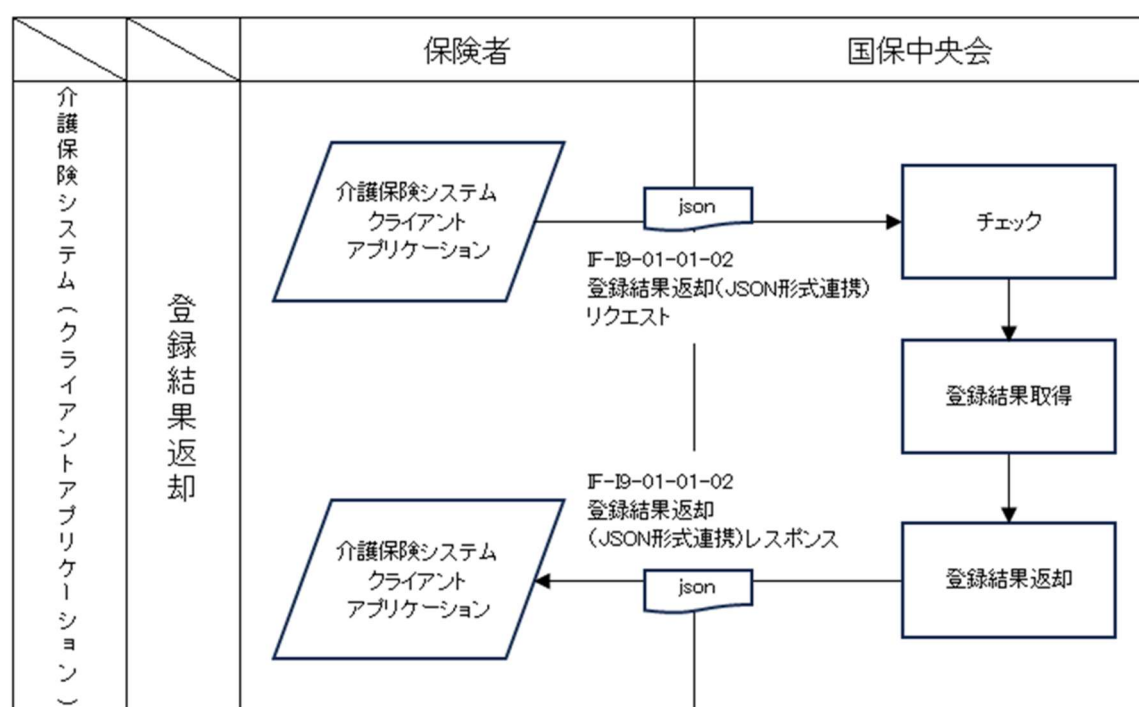 保険者
国保中央会
介護保険システム（クライアントアプリケーション）
登録結果返却
介護保険システム
クライアント
アプリケーション
json
チェック
IF-I9-01-01-02
登録結果返却(JSON形式連携)
リクエスト
登録結果取得
IF-I9-01-01-02
登録結果返却
(JSON形式連携)レスポンス
介護保険システム
クライアント
アプリケーション
json
登録結果返却